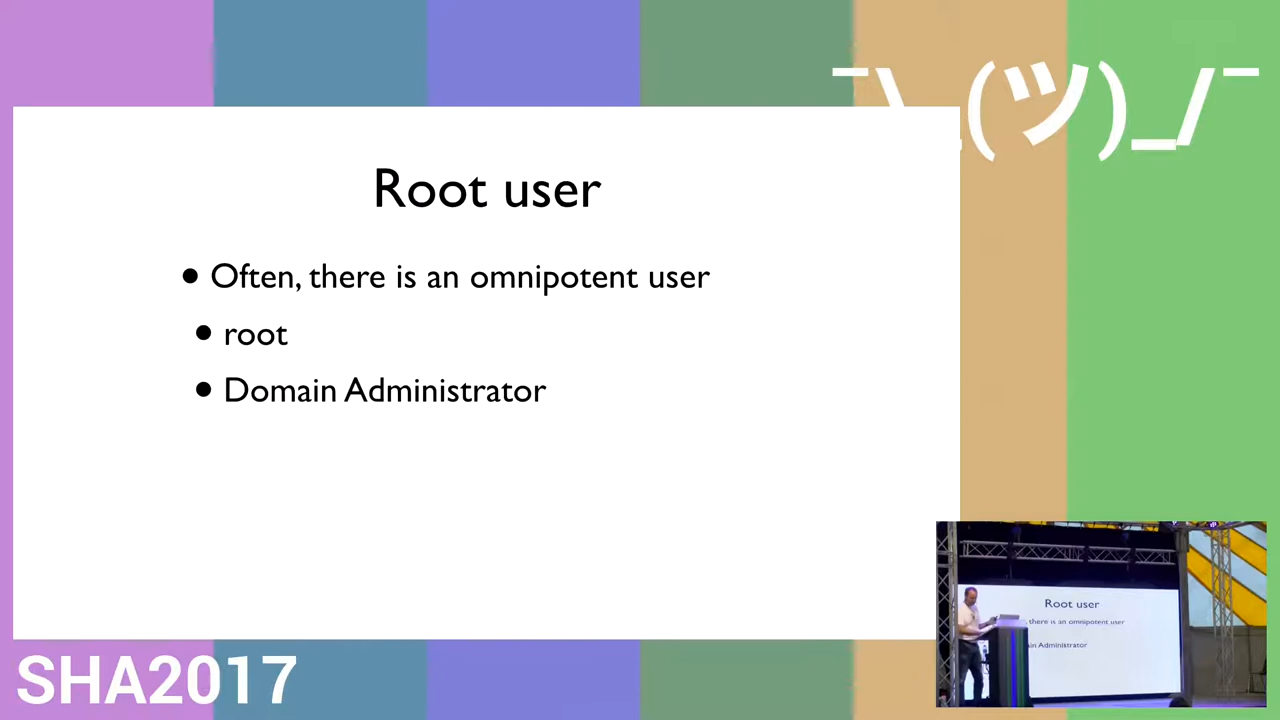 ¯\_(ツ)_/¯
Root user
• Often, there is an omnipotent user
• root
• Domain Administrator
SHA2017
Root user
, there is an omnipotent user
in Administrator